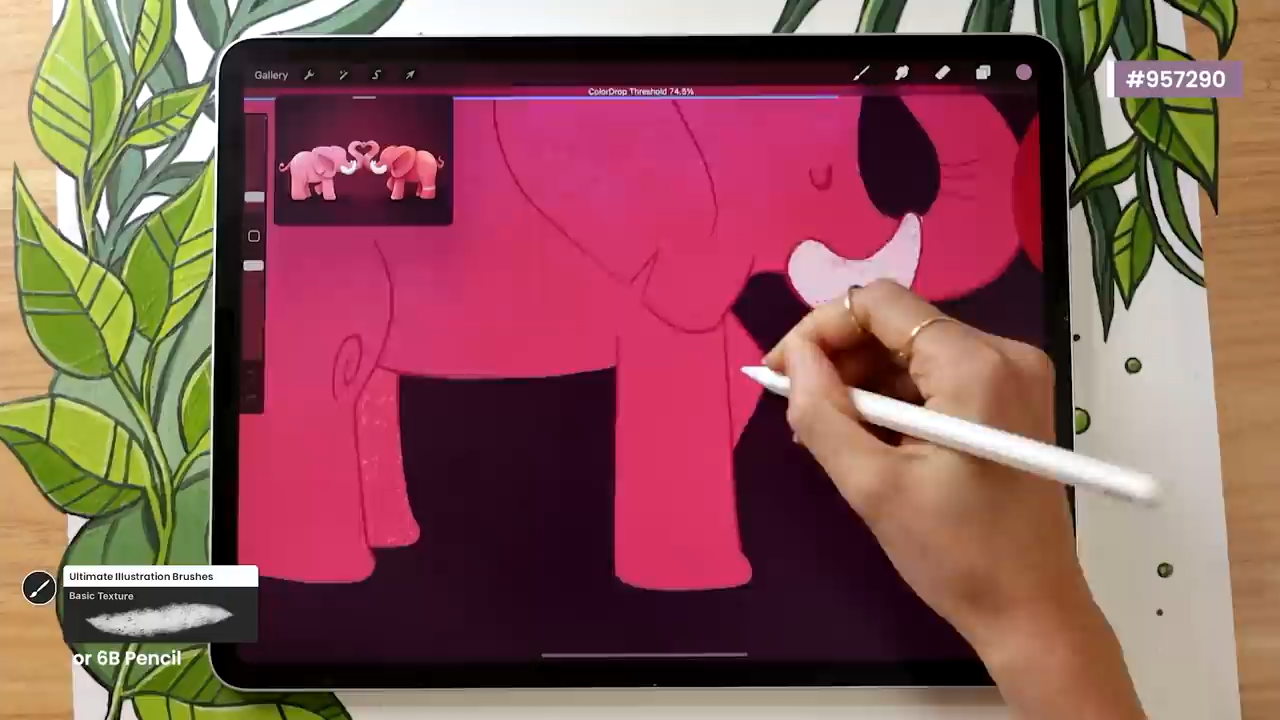 #957290
Gallery
ColorDrop Threshold 74.5%
Ultimate Illustration Brushes
Basic Texture
or 6B Pencil